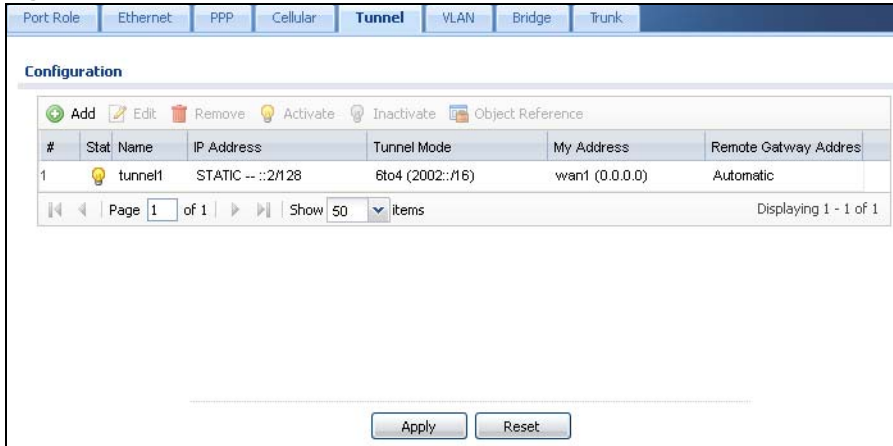 Port Role Ethernet PPP Cellular Tunnel VLAN Bridge Trunk
Configuration
Add Edit Remove Activate Inactivate Object Reference
# Stat Name IP Address Tunnel Mode My Address Remote Gatway Addres
1 tunnel1 STATIC -- ::2/128 6to4 (2002::/16) wan1 (0.0.0.0) Automatic
Page 1 of 1 Show 50 items Displaying 1 - 1 of 1
Apply Reset